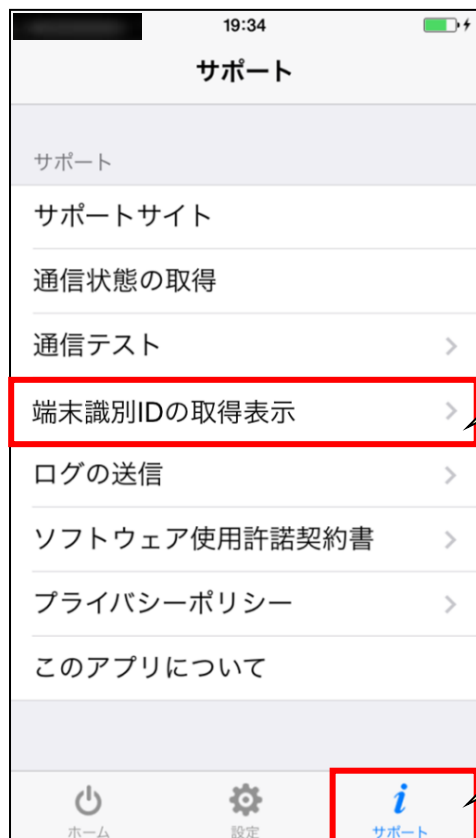 19:34
サポート
サポート
サポートサイト
通信状態の取得
通信テスト
端末識別IDの取得表示
ログの送信
ソフトウェア使用許諾契約書
プライバシーポリシー
このアプリについて
ホーム 設定 サポート